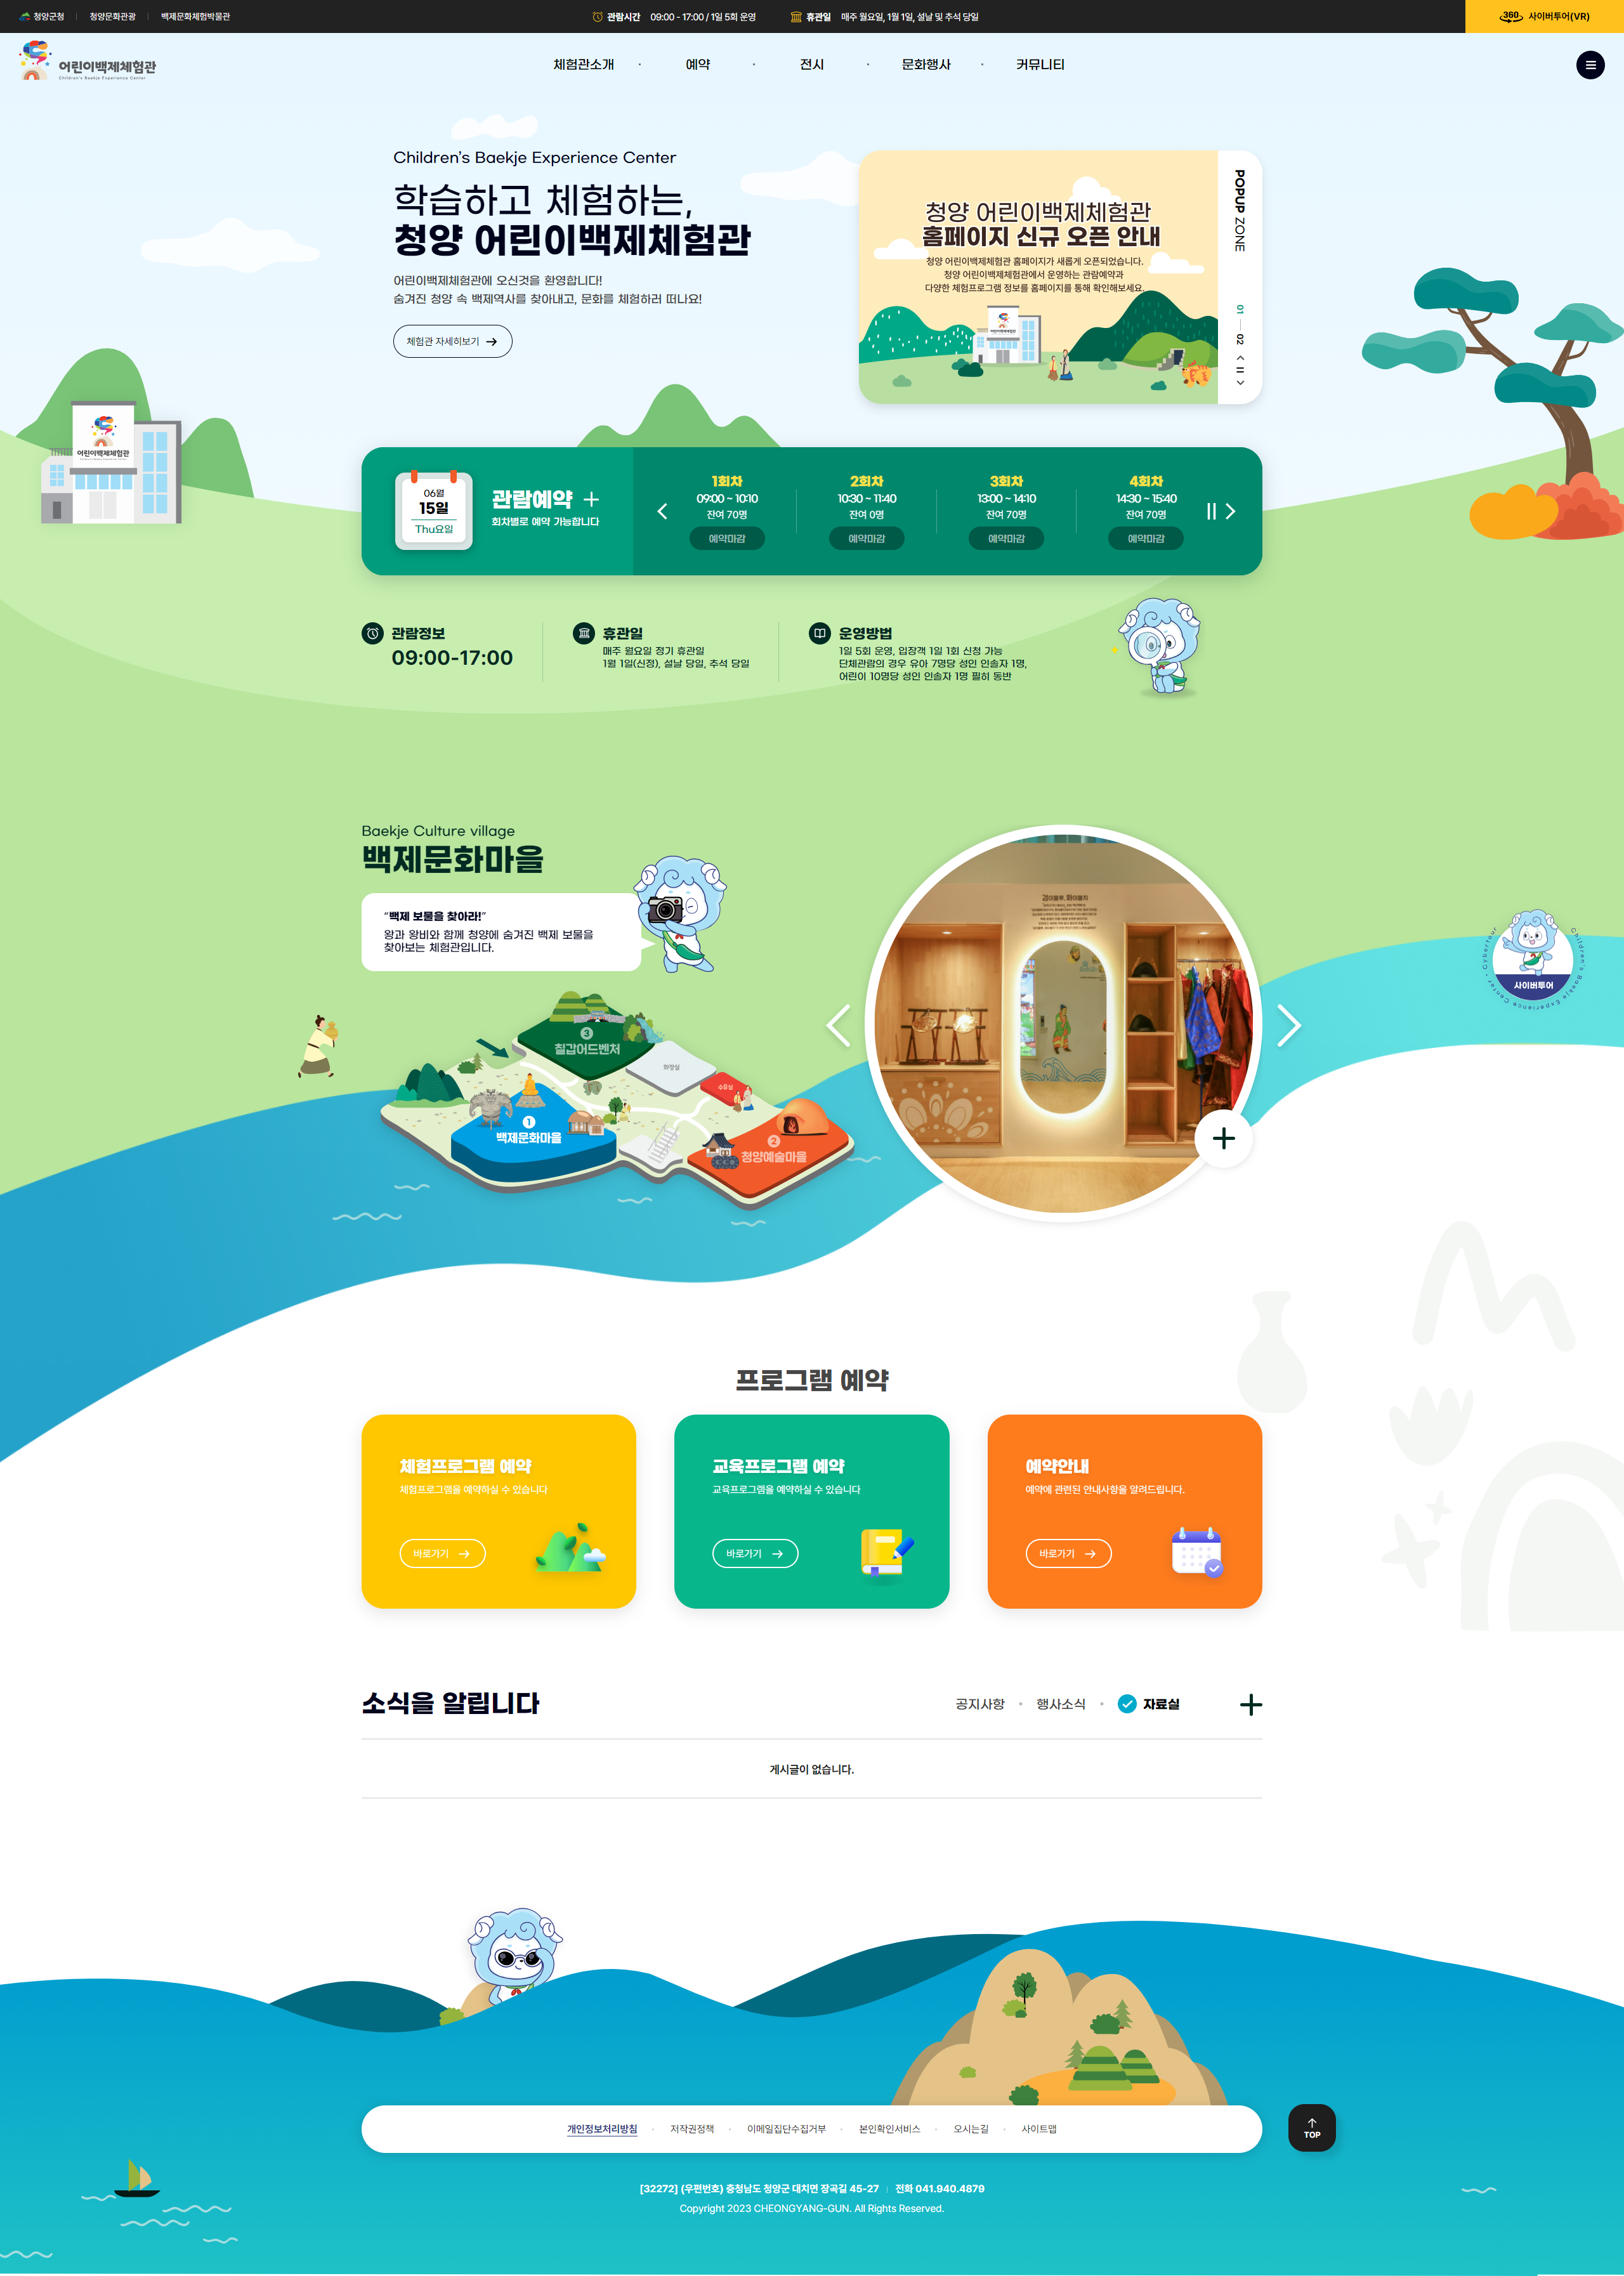 청양군청
청양문화관광
백제문화체험박물관
관람시간 09:00 - 17:00 / 1일 5회 운영
휴관일 매주 월요일, 1월 1일, 설날 및 추석 당일
360 사이버투어(VR)
어린이백제체험관
Children's Baekje Experience Center
체험관소개
예약
전시
문화행사
커뮤니티
Children's Baekje Experience Center
학습하고 체험하는,
청양 어린이백제체험관
어린이백제체험관에 오신것을 환영합니다!
숨겨진 청양 속 백제역사를 찾아내고, 문화를 체험하러 떠나요!
체험관 자세히보기
청양 어린이백제체험관
홈페이지 신규 오픈 안내
청양 어린이백제체험관 홈페이지가 새롭게 오픈되었습니다.
청양 어린이백제체험관에서 운영하는 관람예약과
다양한 체험프로그램 정보를 홈페이지를 통해 확인해보세요.
POPUP ZONE
01
02
어린이백제체험관
06월
15일
Thu요일
관람예약
회차별로 예약 가능합니다
1회차
09:00 ~ 10:10
잔여 70명
예약마감
2회차
10:30 ~ 11:40
잔여 0명
예약마감
3회차
13:00 ~ 14:10
잔여 70명
예약마감
4회차
14:30 ~ 15:40
잔여 70명
예약마감
관람정보
09:00-17:00
휴관일
매주 월요일 정기 휴관일
1월 1일(신정), 설날 당일, 추석 당일
운영방법
1일 5회 운영, 입장객 1일 1회 신청 가능
단체관람의 경우 유아 7명당 성인 인솔자 1명,
어린이 10명당 성인 인솔자 1명 필히 동반
Baekje Culture village
백제문화마을
“백제 보물을 찾아라!”
왕과 왕비와 함께 청양에 숨겨진 백제 보물을
찾아보는 체험관입니다.
3
칠갑어드벤처
화장실
수유실
1
백제문화마을
2
청양예술마을
사이버투어
Children's Baekje Experience Center • Cybertour
프로그램 예약
체험프로그램 예약
체험프로그램을 예약하실 수 있습니다
바로가기
교육프로그램 예약
교육프로그램을 예약하실 수 있습니다
바로가기
예약안내
예약에 관련된 안내사항을 알려드립니다.
바로가기
소식을 알립니다
공지사항
행사소식
자료실
게시글이 없습니다.
개인정보처리방침
저작권정책
이메일집단수집거부
본인확인서비스
오시는길
사이트맵
TOP
[32272] (우편번호) 충청남도 청양군 대치면 장곡길 45-27 | 전화 041.940.4879
Copyright 2023 CHEONGYANG-GUN. All Rights Reserved.